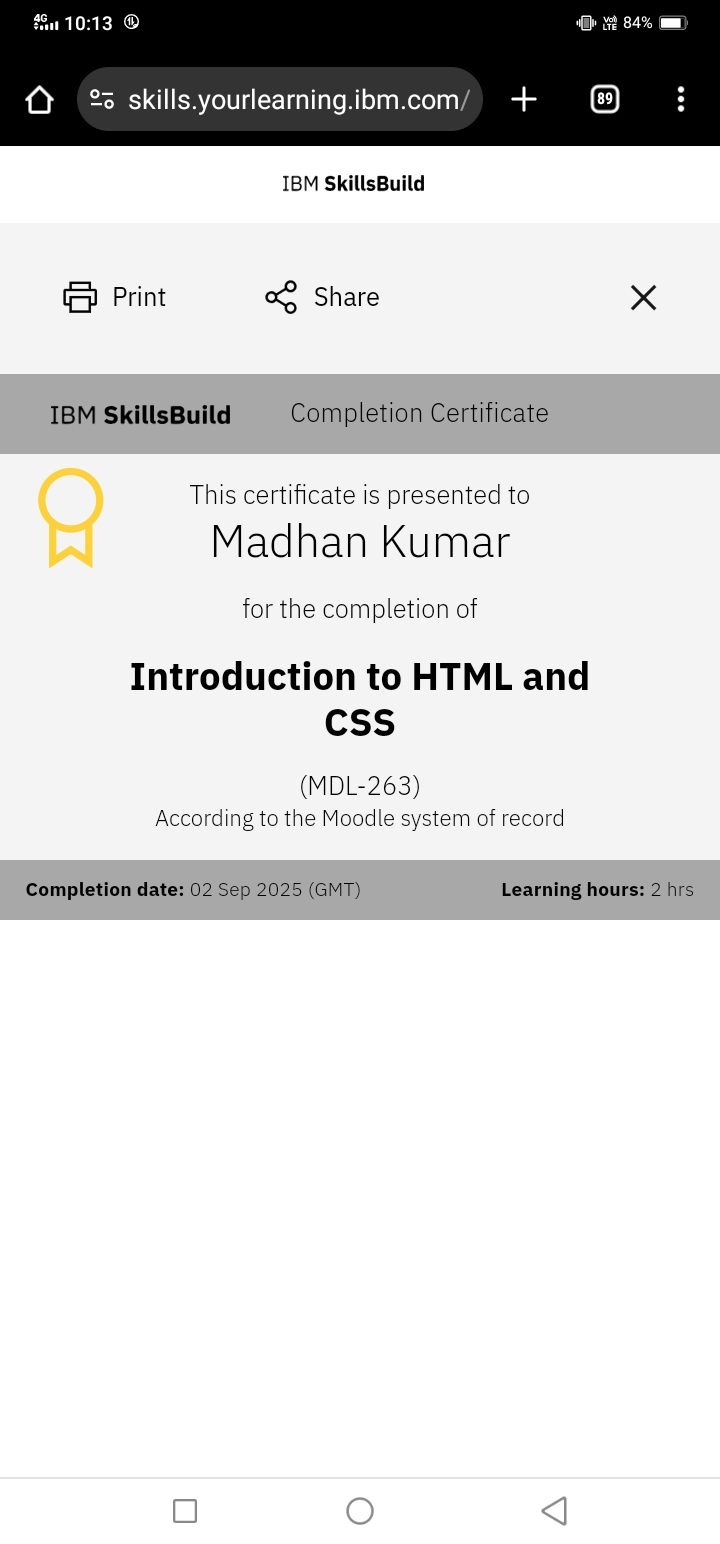 4G 10:13
Vo) LTE 84%
skills.yourlearning.ibm.com/
89
IBM SkillsBuild
Print
Share
IBM SkillsBuild
Completion Certificate
This certificate is presented to
Madhan Kumar
for the completion of
Introduction to HTML and
CSS
(MDL-263)
According to the Moodle system of record
Completion date: 02 Sep 2025 (GMT)
Learning hours: 2 hrs